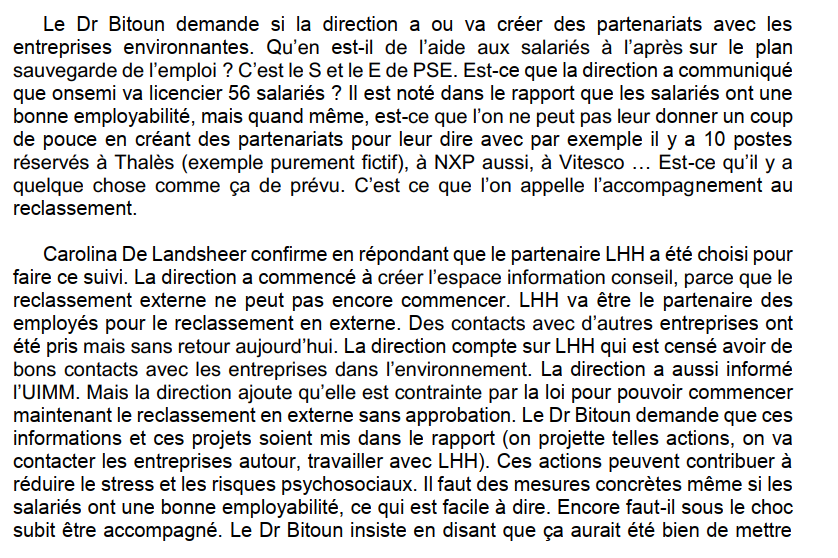 Le Dr Bitoun demande si la direction a ou va créer des partenariats avec les
entreprises environnantes. Qu'en est-il de l'aide aux salariés à l'après sur le plan
sauvegarde de l'emploi ? C'est le S et le E de PSE. Est-ce que la direction a communiqué
que onsemi va licencier 56 salariés ? Il est noté dans le rapport que les salariés ont une
bonne employabilité, mais quand même, est-ce que l'on ne peut pas leur donner un coup
de pouce en créant des partenariats pour leur dire avec par exemple il y a 10 postes
réservés à Thalès (exemple purement fictif), à NXP aussi, à Vitesco … Est-ce qu'il y a
quelque chose comme ça de prévu. C'est ce que l'on appelle l'accompagnement au
reclassement.
Carolina De Landsheer confirme en répondant que le partenaire LHH a été choisi pour
faire ce suivi. La direction a commencé à créer l'espace information conseil, parce que le
reclassement externe ne peut pas encore commencer. LHH va être le partenaire des
employés pour le reclassement en externe. Des contacts avec d'autres entreprises ont
été pris mais sans retour aujourd'hui. La direction compte sur LHH qui est censé avoir de
bons contacts avec les entreprises dans l'environnement. La direction a aussi informé
l'UIMM. Mais la direction ajoute qu'elle est contrainte par la loi pour pouvoir commencer
maintenant le reclassement en externe sans approbation. Le Dr Bitoun demande que ces
informations et ces projets soient mis dans le rapport (on projette telles actions, on va
contacter les entreprises autour, travailler avec LHH). Ces actions peuvent contribuer à
réduire le stress et les risques psychosociaux. Il faut des mesures concrètes même si les
salariés ont une bonne employabilité, ce qui est facile à dire. Encore faut-il sous le choc
subit être accompagné. Le Dr Bitoun insiste en disant que ça aurait été bien de mettre